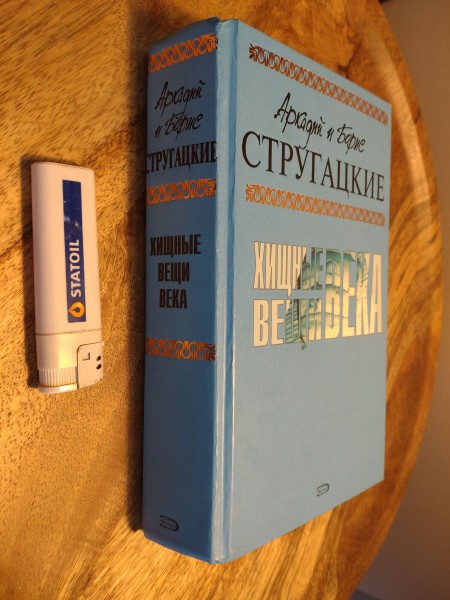 STATOIL
Аркадий
и Борис
СТРУГАЦКИЕ
ХИЩНЫЕ
ВЕЩИ
ВЕКА
Аркадий и Борис
СТРУГАЦКИЕ
ХИЩНЫЕ
ВЕЩИ ВЕКА